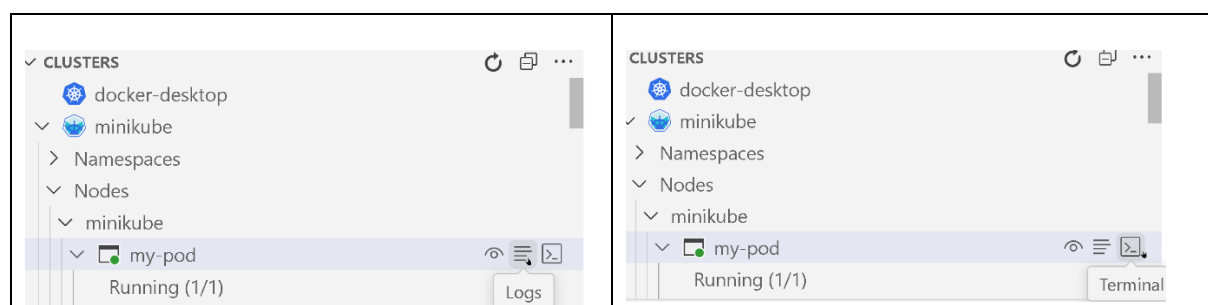 CLUSTERS
docker-desktop
minikube
Namespaces
Nodes
minikube
my-pod
Running (1/1)
Logs
CLUSTERS
docker-desktop
minikube
Namespaces
Nodes
minikube
my-pod
Running (1/1)
Terminal